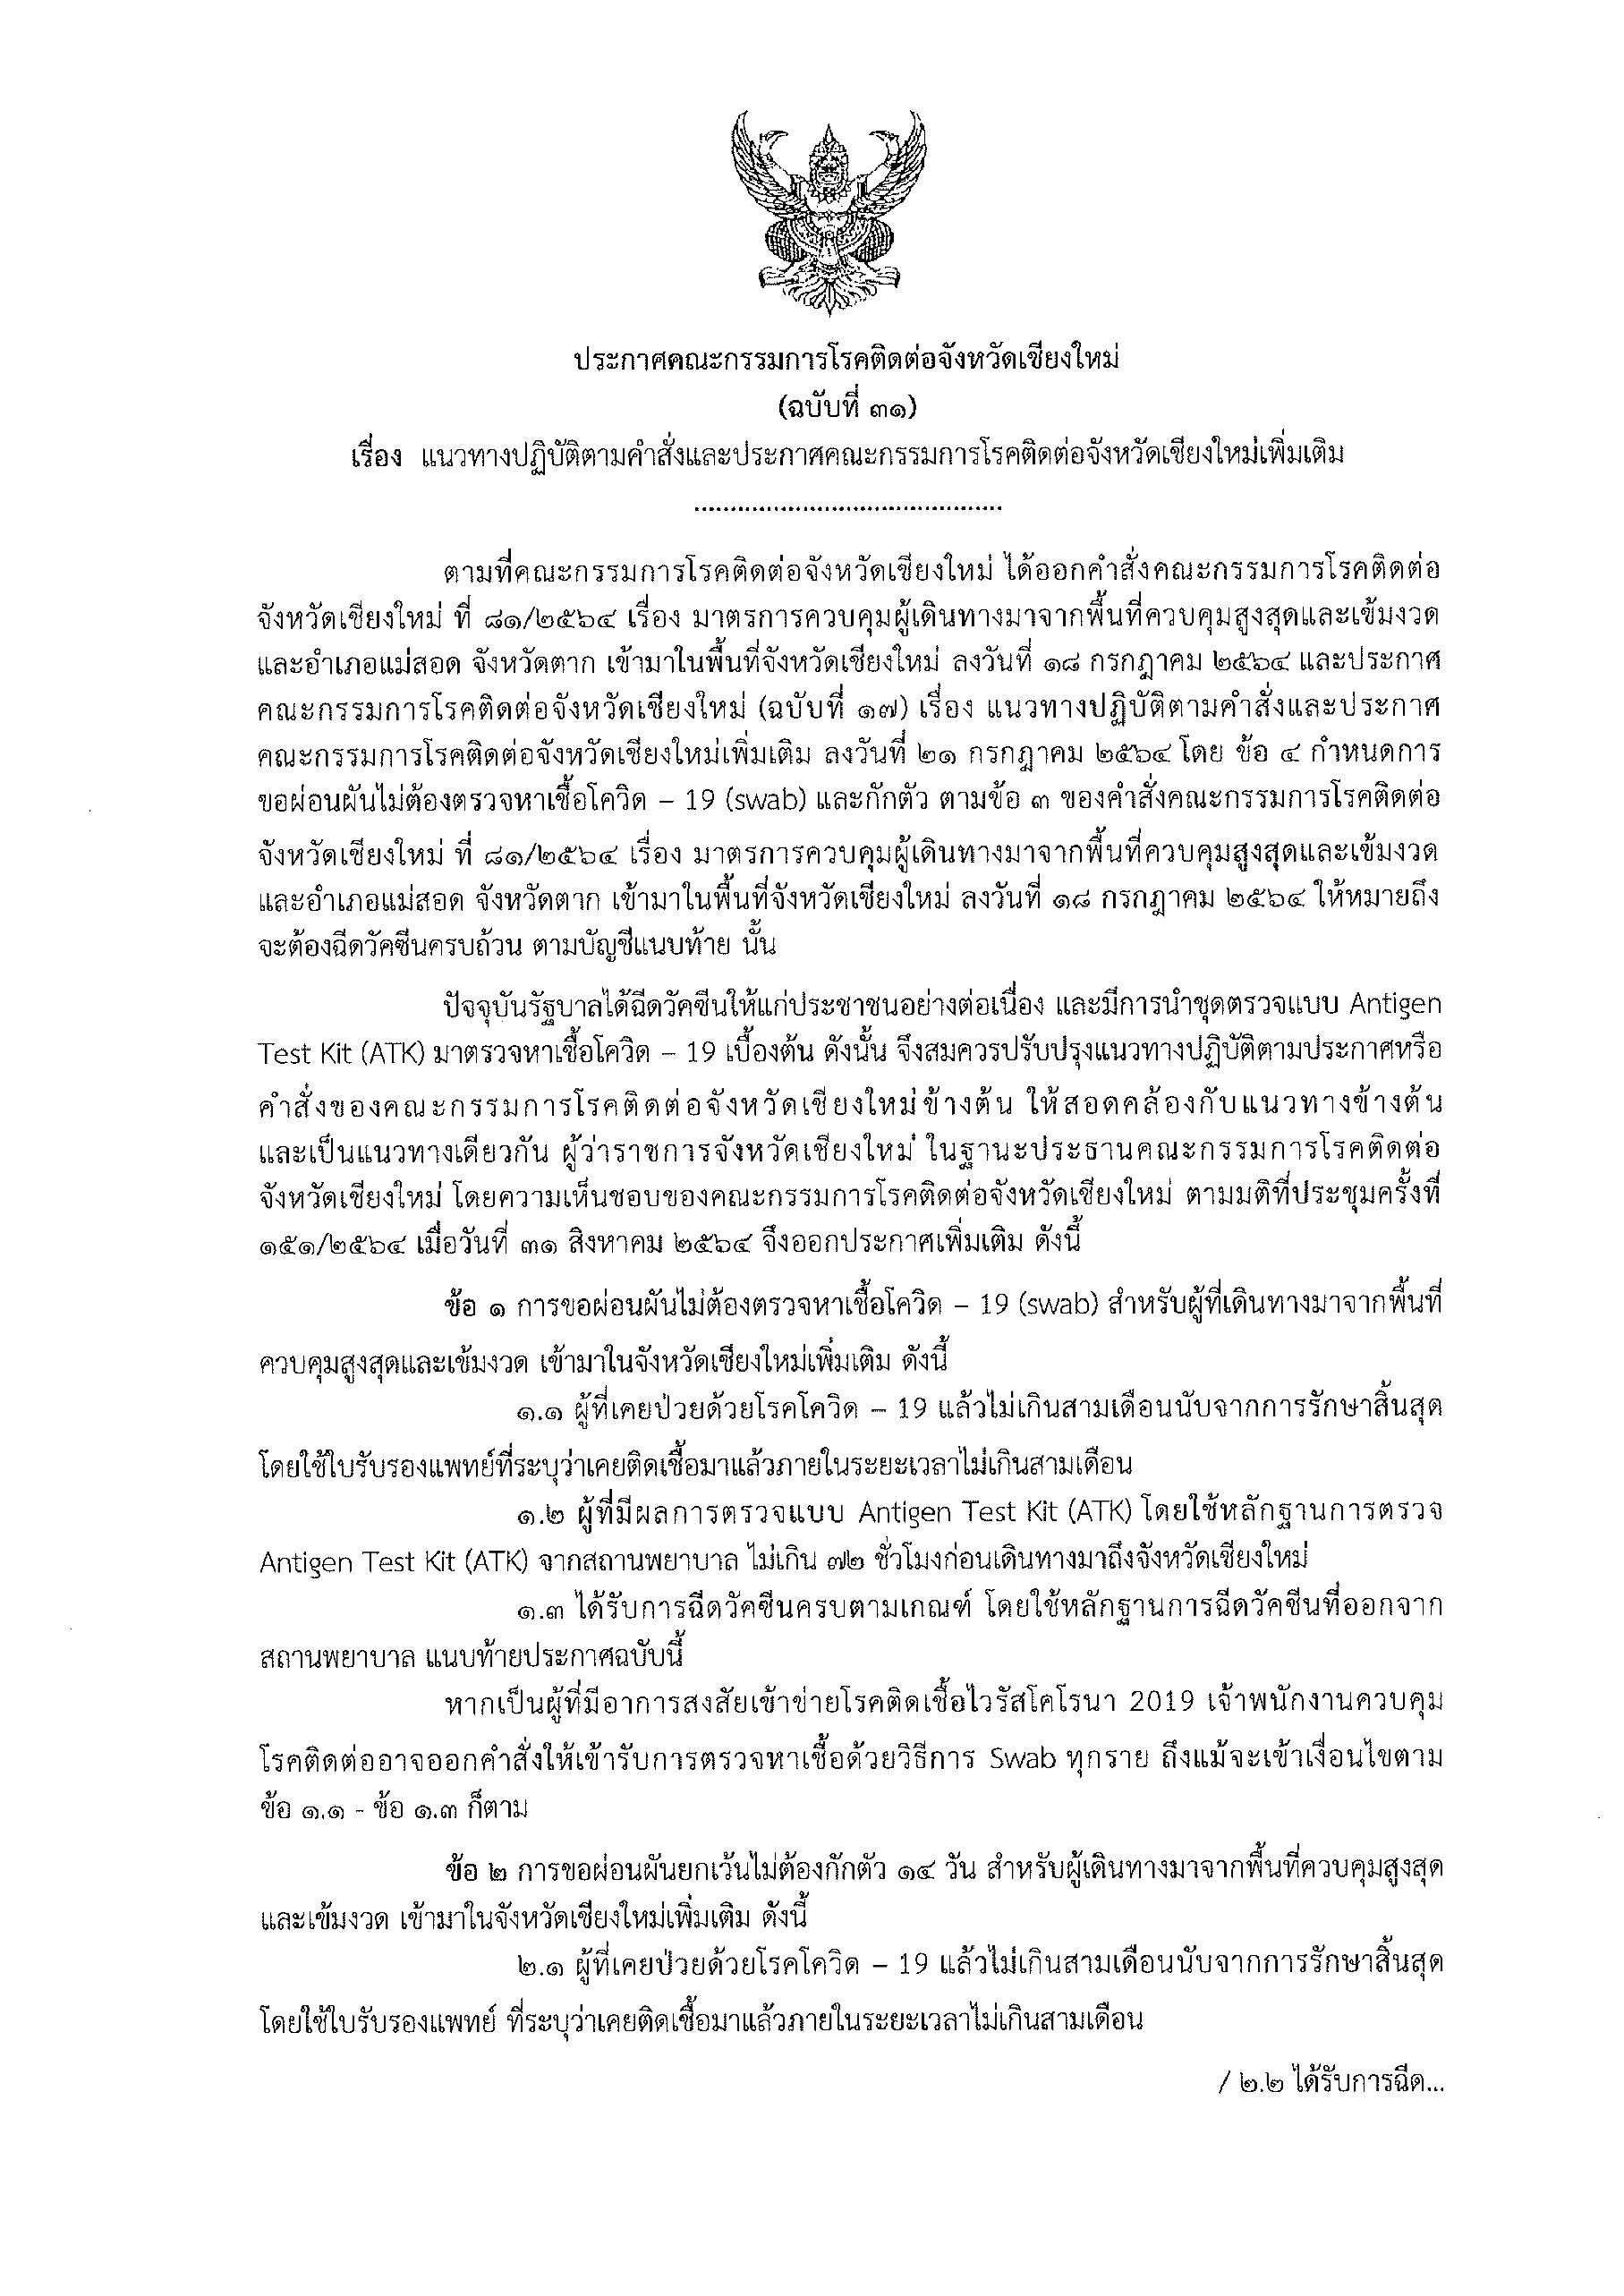 ประกาศคณะกรรมการโรคติดต่อจังหวัดเชียงใหม่
(ฉบับที่ ๓๑)
เรื่อง แนวทางปฏิบัติตามคำสั่งและประกาศคณะกรรมการโรคติดต่อจังหวัดเชียงใหม่เพิ่มเติม
...........................................
ตามที่คณะกรรมการโรคติดต่อจังหวัดเชียงใหม่ ได้ออกคำสั่งคณะกรรมการโรคติดต่อ
จังหวัดเชียงใหม่ ที่ ๘๑/๒๕๖๔ เรื่อง มาตรการควบคุมผู้เดินทางมาจากพื้นที่ควบคุมสูงสุดและเข้มงวด
และอำเภอแม่สอด จังหวัดตาก เข้ามาในพื้นที่จังหวัดเชียงใหม่ ลงวันที่ ๑๘ กรกฎาคม ๒๕๖๔ และประกาศ
คณะกรรมการโรคติดต่อจังหวัดเชียงใหม่ (ฉบับที่ ๑๗) เรื่อง แนวทางปฏิบัติตามคำสั่งและประกาศ
คณะกรรมการโรคติดต่อจังหวัดเชียงใหม่เพิ่มเติม ลงวันที่ ๒๑ กรกฎาคม ๒๕๖๔ โดย ข้อ ๔ กำหนดการ
ขอผ่อนผันไม่ต้องตรวจหาเชื้อโควิด – 19 (swab) และกักตัว ตามข้อ ๓ ของคำสั่งคณะกรรมการโรคติดต่อ
จังหวัดเชียงใหม่ ที่ ๘๑/๒๕๖๔ เรื่อง มาตรการควบคุมผู้เดินทางมาจากพื้นที่ควบคุมสูงสุดและเข้มงวด
และอำเภอแม่สอด จังหวัดตาก เข้ามาในพื้นที่จังหวัดเชียงใหม่ ลงวันที่ ๑๘ กรกฎาคม ๒๕๖๔ ให้หมายถึง
จะต้องฉีดวัคซีนครบถ้วน ตามบัญชีแนบท้าย นั้น
ปัจจุบันรัฐบาลได้ฉีดวัคซีนให้แก่ประชาชนอย่างต่อเนื่อง และมีการนำชุดตรวจแบบ Antigen
Test Kit (ATK) มาตรวจหาเชื้อโควิด – 19 เบื้องต้น ดังนั้น จึงสมควรปรับปรุงแนวทางปฏิบัติตามประกาศหรือ
คำสั่งของคณะกรรมการโรคติดต่อจังหวัดเชียงใหม่ข้างต้น ให้สอดคล้องกับแนวทางข้างต้น
และเป็นแนวทางเดียวกัน ผู้ว่าราชการจังหวัดเชียงใหม่ ในฐานะประธานคณะกรรมการโรคติดต่อ
จังหวัดเชียงใหม่ โดยความเห็นชอบของคณะกรรมการโรคติดต่อจังหวัดเชียงใหม่ ตามมติที่ประชุมครั้งที่
๑๕๑/๒๕๖๔ เมื่อวันที่ ๓๑ สิงหาคม ๒๕๖๔ จึงออกประกาศเพิ่มเติม ดังนี้
ข้อ ๑ การขอผ่อนผันไม่ต้องตรวจหาเชื้อโควิด – 19 (swab) สำหรับผู้ที่เดินทางมาจากพื้นที่
ควบคุมสูงสุดและเข้มงวด เข้ามาในจังหวัดเชียงใหม่เพิ่มเติม ดังนี้
๑.๑ ผู้ที่เคยป่วยด้วยโรคโควิด – 19 แล้วไม่เกินสามเดือนนับจากการรักษาสิ้นสุด
โดยใช้ใบรับรองแพทย์ที่ระบุว่าเคยติดเชื้อมาแล้วภายในระยะเวลาไม่เกินสามเดือน
๑.๒ ผู้ที่มีผลการตรวจแบบ Antigen Test Kit (ATK) โดยใช้หลักฐานการตรวจ
Antigen Test Kit (ATK) จากสถานพยาบาล ไม่เกิน ๗๒ ชั่วโมงก่อนเดินทางมาถึงจังหวัดเชียงใหม่
๑.๓ ได้รับการฉีดวัคซีนครบตามเกณฑ์ โดยใช้หลักฐานการฉีดวัคซีนที่ออกจาก
สถานพยาบาล แนบท้ายประกาศฉบับนี้
หากเป็นผู้ที่มีอาการสงสัยเข้าข่ายโรคติดเชื้อไวรัสโคโรนา 2019 เจ้าพนักงานควบคุม
โรคติดต่ออาจออกคำสั่งให้เข้ารับการตรวจหาเชื้อด้วยวิธีการ Swab ทุกราย ถึงแม้จะเข้าเงื่อนไขตาม
ข้อ ๑.๑ - ข้อ ๑.๓ ก็ตาม
ข้อ ๒ การขอผ่อนผันยกเว้นไม่ต้องกักตัว ๑๔ วัน สำหรับผู้เดินทางมาจากพื้นที่ควบคุมสูงสุด
และเข้มงวด เข้ามาในจังหวัดเชียงใหม่เพิ่มเติม ดังนี้
๒.๑ ผู้ที่เคยป่วยด้วยโรคโควิด – 19 แล้วไม่เกินสามเดือนนับจากการรักษาสิ้นสุด
โดยใช้ใบรับรองแพทย์ ที่ระบุว่าเคยติดเชื้อมาแล้วภายในระยะเวลาไม่เกินสามเดือน
/ ๒.๒ ได้รับการฉีด...